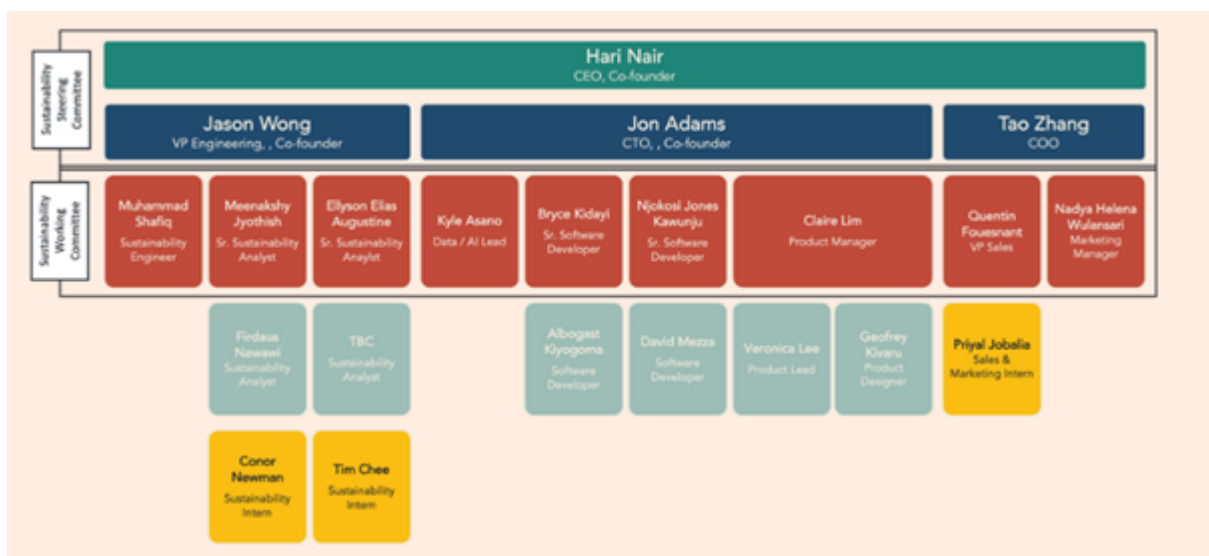 Sustainability
Steering
Committee
Hari Nair
CEO, Co-founder
Jason Wong
VP Engineering, , Co-founder
Jon Adams
CTO, , Co-founder
Tao Zhang
COO
Sustainability
Working
Committee
Muhammad
Shafiq
Sustainability
Engineer
Meenakshy
Jyothish
Sr. Sustainability
Analyst
Ellyson Elias
Augustine
Sr. Sustainability
Anaylst
Kyle Asano
Data / AI Lead
Bryce Kidayi
Sr. Software
Developer
Njokosi Jones
Kawunju
Sr. Software
Developer
Claire Lim
Product Manager
Quentin
Fouesnant
VP Sales
Nadya Helena
Wulansari
Marketing
Manager
Firdaus
Nawawi
Sustainability
Analyst
TBC
Sustainability
Analyst
Albogast
Kiyogoma
Software
Developer
David Mezza
Software
Developer
Veronica Lee
Product Lead
Geofrey
Kivaru
Product
Designer
Priyal Jobalia
Sales &
Marketing Intern
Conor
Newman
Sustainability
Intern
Tim Chee
Sustainability
Intern